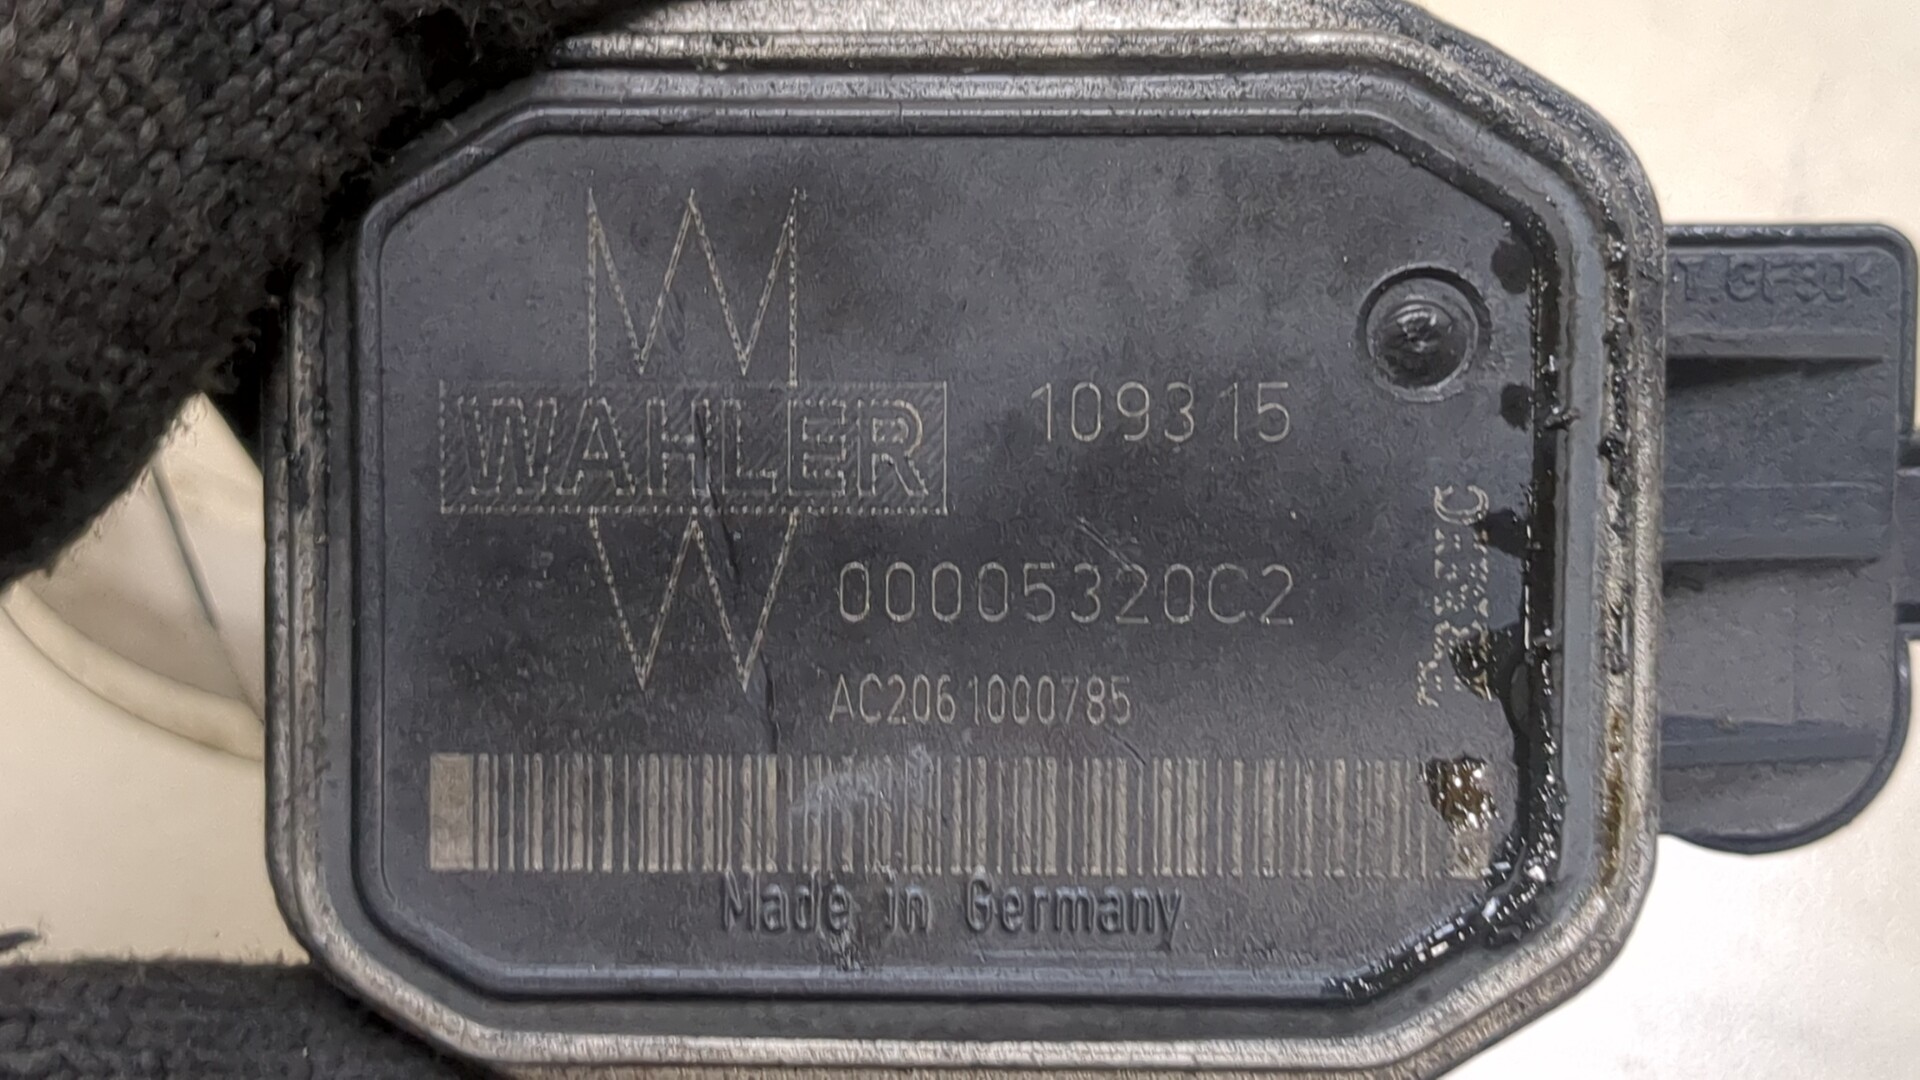 WAHLER
109315
00005320C2
AC2061000785
Made in Germany